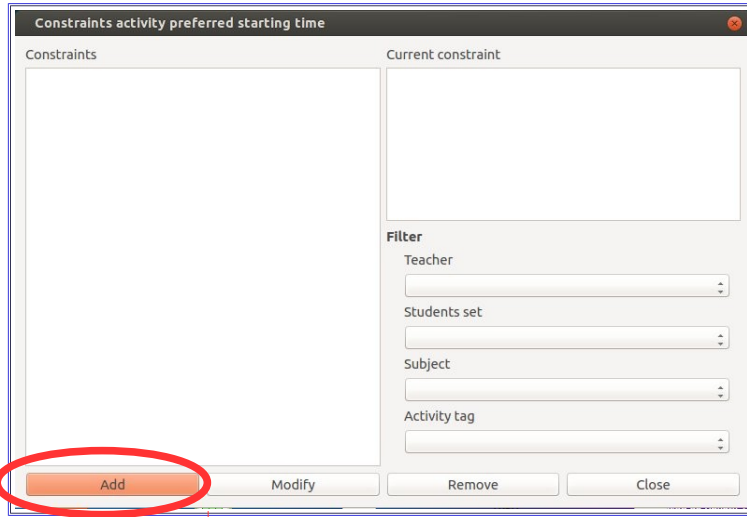 Constraints activity preferred starting time
Constraints
Current constraint
Filter
Teacher
Students set
Subject
Activity tag
Add Modify Remove Close